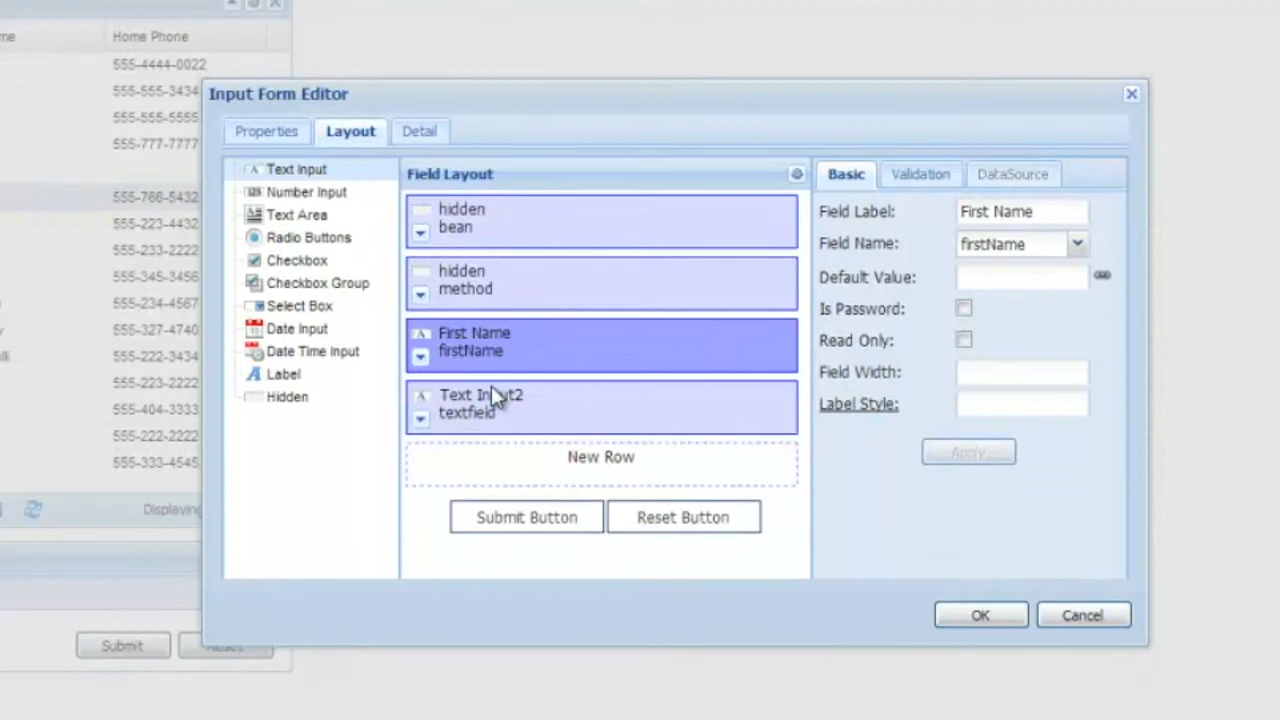 Home Phone
555-4444-0022
555-555-3434
555-555-5555
555-777-7777
555-766-5432
555-223-4432
555-233-2222
555-345-3456
555-234-4567
555-327-4740
555-222-3434
555-223-2222
555-404-3333
555-222-2222
555-333-4545
Displaying
Submit
Reset
Input Form Editor
Properties
Layout
Detail
Text Input
Number Input
Text Area
Radio Buttons
Checkbox
Checkbox Group
Select Box
Date Input
Date Time Input
Label
Hidden
Field Layout
hidden
bean
hidden
method
First Name
firstName
Text Input2
textfield
New Row
Submit Button
Reset Button
Basic
Validation
DataSource
Field Label:
First Name
Field Name:
firstName
Default Value:
Is Password:
Read Only:
Field Width:
Label Style:
Apply
OK
Cancel